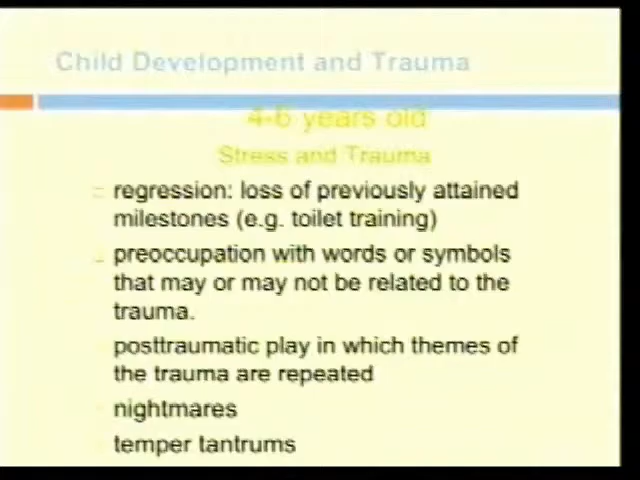 Child Development and Trauma
4-6 years old
Stress and Trauma
regression: loss of previously attained
milestones (e.g. toilet training)
preoccupation with words or symbols
that may or may not be related to the
trauma.
posttraumatic play in which themes of
the trauma are repeated
nightmares
temper tantrums